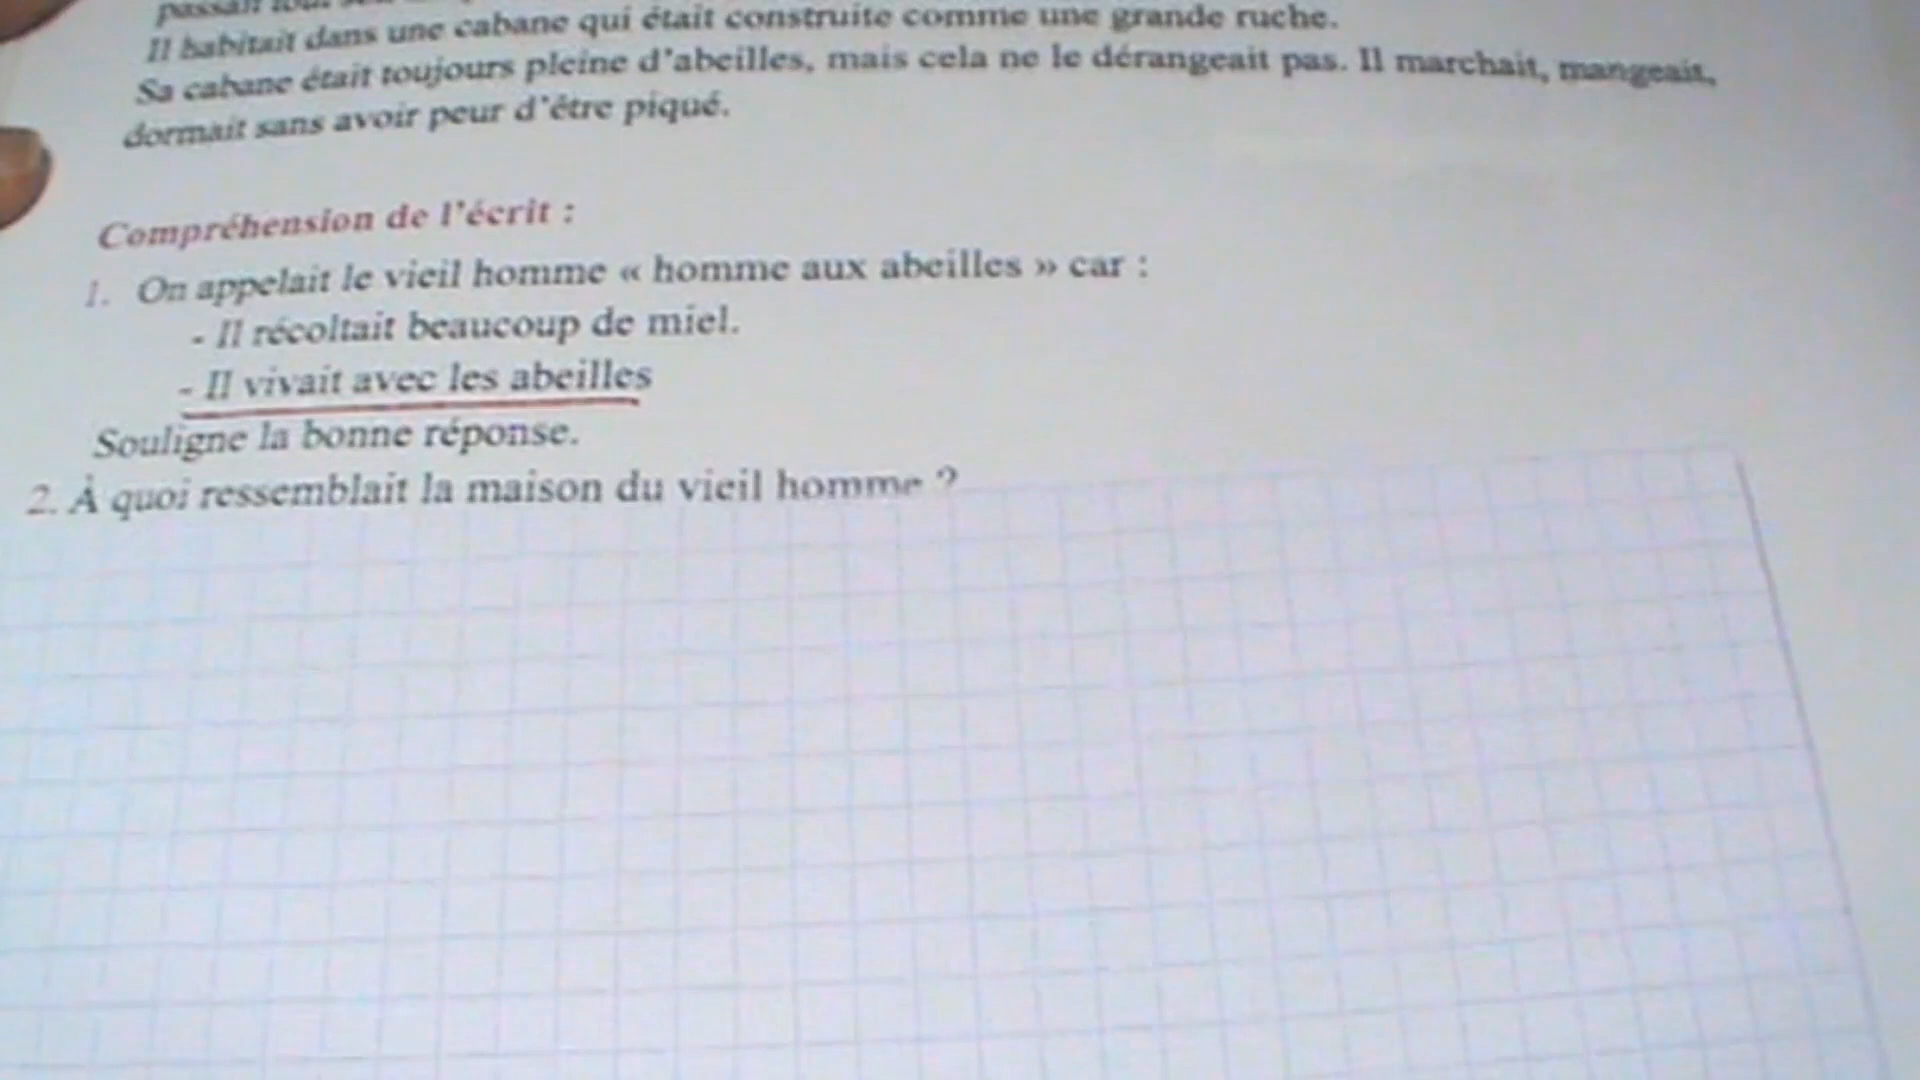 passait
Il habitait dans une cabane qui était construite comme une grande ruche.
Sa cabane était toujours pleine d'abeilles, mais cela ne le dérangeait pas. Il marchait, mangeait,
dormait sans avoir peur d'être piqué.
Compréhension de l'écrit :
1. On appelait le vieil homme « homme aux abeilles » car :
- Il récoltait beaucoup de miel.
- Il vivait avec les abeilles
Souligne la bonne réponse.
2. À quoi ressemblait la maison du vieil homme ?